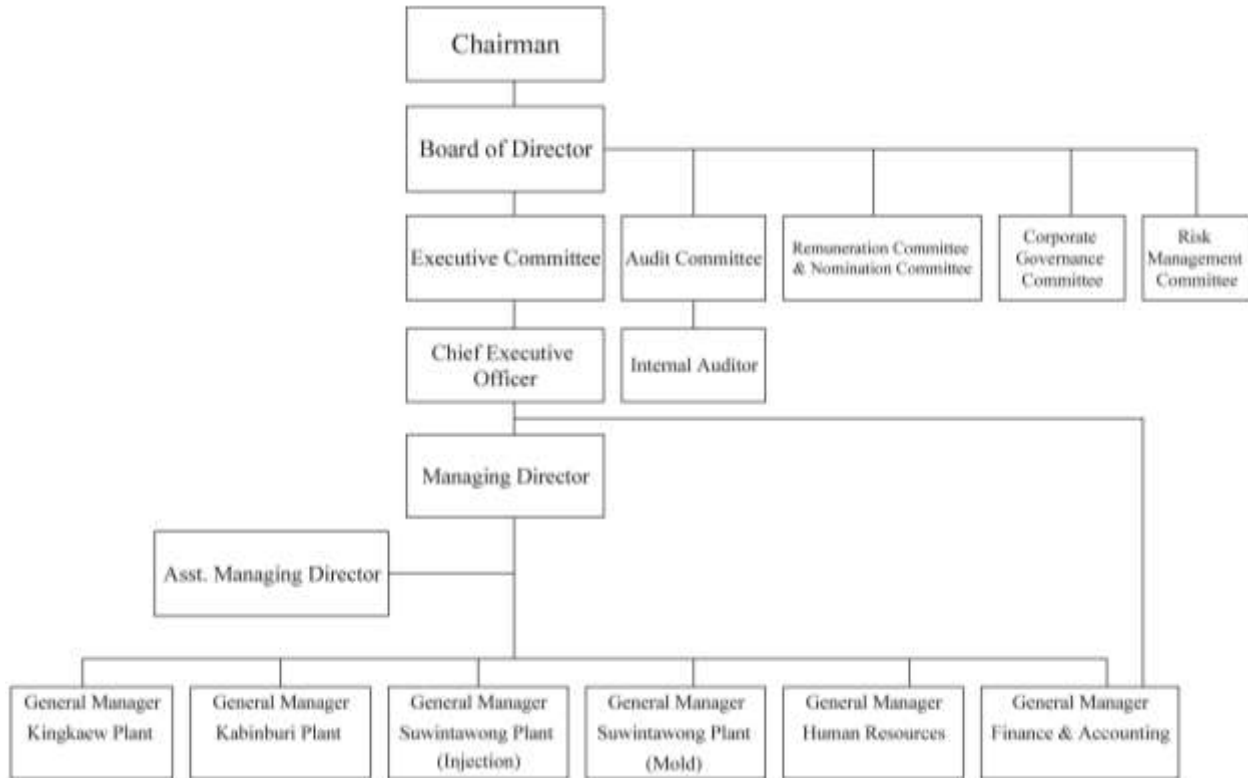 Chairman
Board of Director
Executive Committee
Audit Committee
Remuneration Committee
& Nomination Committee
Corporate
Governance
Committee
Risk
Management
Committee
Chief Executive
Officer
Internal Auditor
Managing Director
Asst. Managing Director
General Manager
Kingkaew Plant
General Manager
Kabinburi Plant
General Manager
Suwintawong Plant
(Injection)
General Manager
Suwintawong Plant
(Mold)
General Manager
Human Resources
General Manager
Finance & Accounting